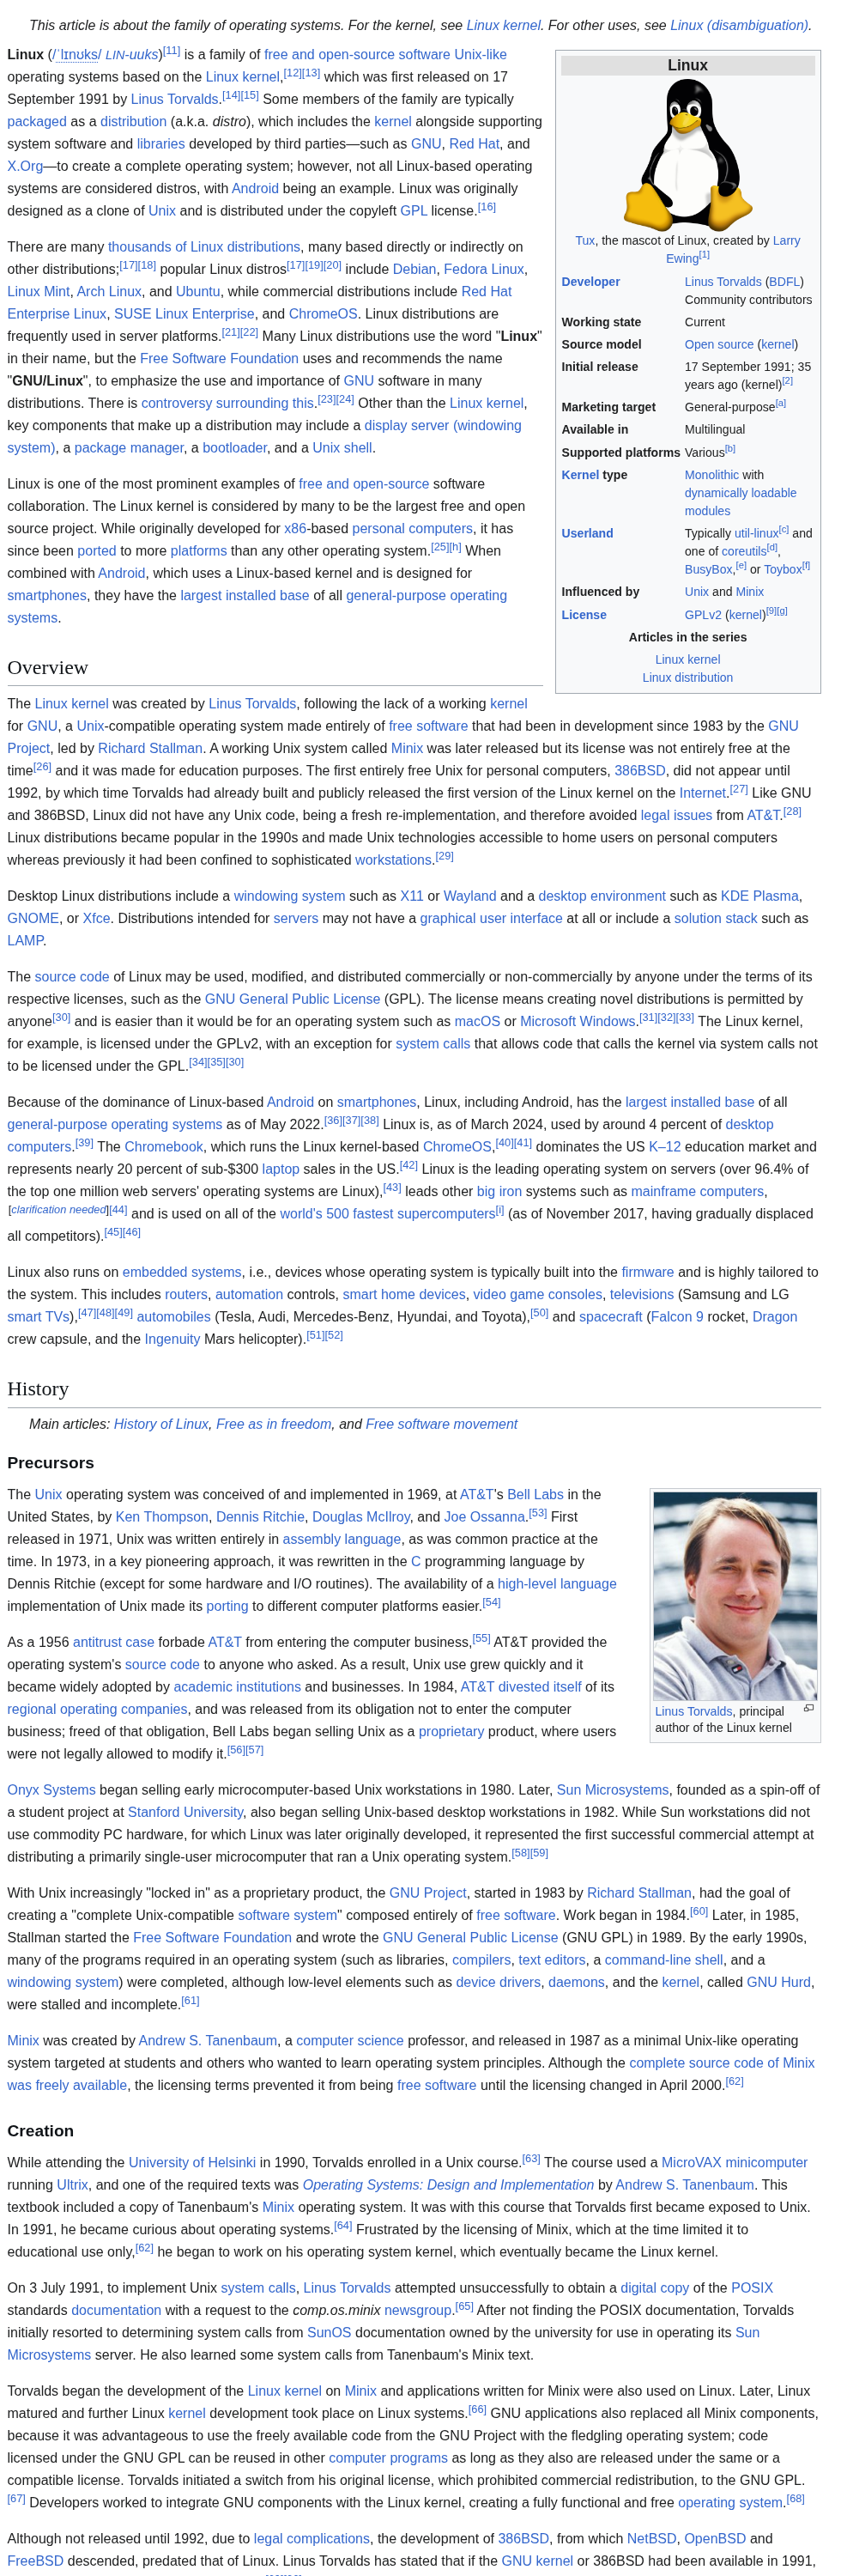 This article is about the family of operating systems. For the kernel, see Linux kernel. For other uses, see Linux (disambiguation).
Linux (/ˈlɪnʊks/ LIN-uuks)[11] is a family of free and open-source software Unix-like
operating systems based on the Linux kernel,[12][13] which was first released on 17
September 1991 by Linus Torvalds.[14][15] Some members of the family are typically
packaged as a distribution (a.k.a. distro), which includes the kernel alongside supporting
system software and libraries developed by third parties—such as GNU, Red Hat, and
X.Org—to create a complete operating system; however, not all Linux-based operating
systems are considered distros, with Android being an example. Linux was originally
designed as a clone of Unix and is distributed under the copyleft GPL license.[16]
There are many thousands of Linux distributions, many based directly or indirectly on
other distributions;[17][18] popular Linux distros[17][19][20] include Debian, Fedora Linux,
Linux Mint, Arch Linux, and Ubuntu, while commercial distributions include Red Hat
Enterprise Linux, SUSE Linux Enterprise, and ChromeOS. Linux distributions are
frequently used in server platforms.[21][22] Many Linux distributions use the word "Linux"
in their name, but the Free Software Foundation uses and recommends the name
"GNU/Linux", to emphasize the use and importance of GNU software in many
distributions. There is controversy surrounding this.[23][24] Other than the Linux kernel,
key components that make up a distribution may include a display server (windowing
system), a package manager, a bootloader, and a Unix shell.
Linux is one of the most prominent examples of free and open-source software
collaboration. The Linux kernel is considered by many to be the largest free and open
source project. While originally developed for x86-based personal computers, it has
since been ported to more platforms than any other operating system.[25][h] When
combined with Android, which uses a Linux-based kernel and is designed for
smartphones, they have the largest installed base of all general-purpose operating
systems.
Linux
Tux, the mascot of Linux, created by Larry
Ewing[1]
Developer Linus Torvalds (BDFL)
Community contributors
Working state Current
Source model Open source (kernel)
Initial release 17 September 1991; 35
years ago (kernel)[2]
Marketing target General-purpose[a]
Available in Multilingual
Supported platforms Various[b]
Kernel type Monolithic with
dynamically loadable
modules
Userland Typically util-linux[c] and
one of coreutils[d],
BusyBox,[e] or Toybox[f]
Influenced by Unix and Minix
License GPLv2 (kernel)[9][g]
Articles in the series
Linux kernel
Linux distribution
Overview
The Linux kernel was created by Linus Torvalds, following the lack of a working kernel
for GNU, a Unix-compatible operating system made entirely of free software that had been in development since 1983 by the GNU
Project, led by Richard Stallman. A working Unix system called Minix was later released but its license was not entirely free at the
time[26] and it was made for education purposes. The first entirely free Unix for personal computers, 386BSD, did not appear until
1992, by which time Torvalds had already built and publicly released the first version of the Linux kernel on the Internet.[27] Like GNU
and 386BSD, Linux did not have any Unix code, being a fresh re-implementation, and therefore avoided legal issues from AT&T.[28]
Linux distributions became popular in the 1990s and made Unix technologies accessible to home users on personal computers
whereas previously it had been confined to sophisticated workstations.[29]
Desktop Linux distributions include a windowing system such as X11 or Wayland and a desktop environment such as KDE Plasma,
GNOME, or Xfce. Distributions intended for servers may not have a graphical user interface at all or include a solution stack such as
LAMP.
The source code of Linux may be used, modified, and distributed commercially or non-commercially by anyone under the terms of its
respective licenses, such as the GNU General Public License (GPL). The license means creating novel distributions is permitted by
anyone[30] and is easier than it would be for an operating system such as macOS or Microsoft Windows.[31][32][33] The Linux kernel,
for example, is licensed under the GPLv2, with an exception for system calls that allows code that calls the kernel via system calls not
to be licensed under the GPL.[34][35][30]
Because of the dominance of Linux-based Android on smartphones, Linux, including Android, has the largest installed base of all
general-purpose operating systems as of May 2022.[36][37][38] Linux is, as of March 2024, used by around 4 percent of desktop
computers.[39] The Chromebook, which runs the Linux kernel-based ChromeOS,[40][41] dominates the US K–12 education market and
represents nearly 20 percent of sub-$300 laptop sales in the US.[42] Linux is the leading operating system on servers (over 96.4% of
the top one million web servers' operating systems are Linux),[43] leads other big iron systems such as mainframe computers,
[clarification needed][44] and is used on all of the world's 500 fastest supercomputers[i] (as of November 2017, having gradually displaced
all competitors).[45][46]
Linux also runs on embedded systems, i.e., devices whose operating system is typically built into the firmware and is highly tailored to
the system. This includes routers, automation controls, smart home devices, video game consoles, televisions (Samsung and LG
smart TVs),[47][48][49] automobiles (Tesla, Audi, Mercedes-Benz, Hyundai, and Toyota),[50] and spacecraft (Falcon 9 rocket, Dragon
crew capsule, and the Ingenuity Mars helicopter).[51][52]
History
Main articles: History of Linux, Free as in freedom, and Free software movement
Precursors
The Unix operating system was conceived of and implemented in 1969, at AT&T's Bell Labs in the
United States, by Ken Thompson, Dennis Ritchie, Douglas McIlroy, and Joe Ossanna.[53] First
released in 1971, Unix was written entirely in assembly language, as was common practice at the
time. In 1973, in a key pioneering approach, it was rewritten in the C programming language by
Dennis Ritchie (except for some hardware and I/O routines). The availability of a high-level language
implementation of Unix made its porting to different computer platforms easier.[54]
As a 1956 antitrust case forbade AT&T from entering the computer business,[55] AT&T provided the
operating system's source code to anyone who asked. As a result, Unix use grew quickly and it
became widely adopted by academic institutions and businesses. In 1984, AT&T divested itself of its
regional operating companies, and was released from its obligation not to enter the computer
business; freed of that obligation, Bell Labs began selling Unix as a proprietary product, where users
were not legally allowed to modify it.[56][57]
Linus Torvalds, principal
author of the Linux kernel
Onyx Systems began selling early microcomputer-based Unix workstations in 1980. Later, Sun Microsystems, founded as a spin-off of
a student project at Stanford University, also began selling Unix-based desktop workstations in 1982. While Sun workstations did not
use commodity PC hardware, for which Linux was later originally developed, it represented the first successful commercial attempt at
distributing a primarily single-user microcomputer that ran a Unix operating system.[58][59]
With Unix increasingly "locked in" as a proprietary product, the GNU Project, started in 1983 by Richard Stallman, had the goal of
creating a "complete Unix-compatible software system" composed entirely of free software. Work began in 1984.[60] Later, in 1985,
Stallman started the Free Software Foundation and wrote the GNU General Public License (GNU GPL) in 1989. By the early 1990s,
many of the programs required in an operating system (such as libraries, compilers, text editors, a command-line shell, and a
windowing system) were completed, although low-level elements such as device drivers, daemons, and the kernel, called GNU Hurd,
were stalled and incomplete.[61]
Minix was created by Andrew S. Tanenbaum, a computer science professor, and released in 1987 as a minimal Unix-like operating
system targeted at students and others who wanted to learn operating system principles. Although the complete source code of Minix
was freely available, the licensing terms prevented it from being free software until the licensing changed in April 2000.[62]
Creation
While attending the University of Helsinki in 1990, Torvalds enrolled in a Unix course.[63] The course used a MicroVAX minicomputer
running Ultrix, and one of the required texts was Operating Systems: Design and Implementation by Andrew S. Tanenbaum. This
textbook included a copy of Tanenbaum's Minix operating system. It was with this course that Torvalds first became exposed to Unix.
In 1991, he became curious about operating systems.[64] Frustrated by the licensing of Minix, which at the time limited it to
educational use only,[62] he began to work on his operating system kernel, which eventually became the Linux kernel.
On 3 July 1991, to implement Unix system calls, Linus Torvalds attempted unsuccessfully to obtain a digital copy of the POSIX
standards documentation with a request to the comp.os.minix newsgroup.[65] After not finding the POSIX documentation, Torvalds
initially resorted to determining system calls from SunOS documentation owned by the university for use in operating its Sun
Microsystems server. He also learned some system calls from Tanenbaum's Minix text.
Torvalds began the development of the Linux kernel on Minix and applications written for Minix were also used on Linux. Later, Linux
matured and further Linux kernel development took place on Linux systems.[66] GNU applications also replaced all Minix components,
because it was advantageous to use the freely available code from the GNU Project with the fledgling operating system; code
licensed under the GNU GPL can be reused in other computer programs as long as they also are released under the same or a
compatible license. Torvalds initiated a switch from his original license, which prohibited commercial redistribution, to the GNU GPL.
[67] Developers worked to integrate GNU components with the Linux kernel, creating a fully functional and free operating system.[68]
Although not released until 1992, due to legal complications, the development of 386BSD, from which NetBSD, OpenBSD and
FreeBSD descended, predated that of Linux. Linus Torvalds has stated that if the GNU kernel or 386BSD had been available in 1991,